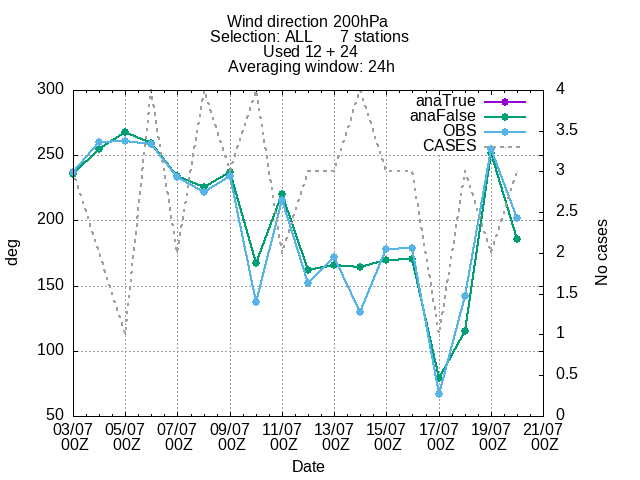 Wind direction 200hPa
Selection: ALL 7 stations
Used 12 + 24
Averaging window: 24h
anaTrue
anaFalse
OBS
CASES
300
250
200
150
100
50
deg
4
3.5
3
2.5
2
1.5
1
0.5
0
No cases
03/07 05/07 07/07 09/07 11/07 13/07 15/07 17/07 19/07 21/07
00Z 00Z 00Z 00Z 00Z 00Z 00Z 00Z 00Z 00Z
Date